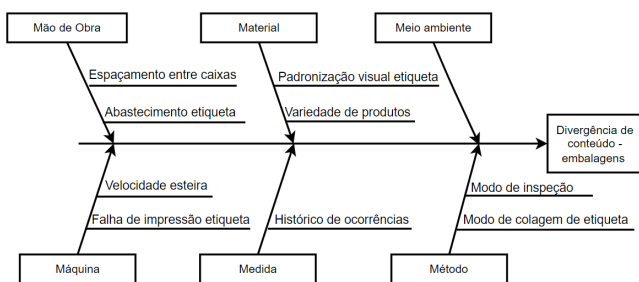 Mão de Obra
Material
Meio ambiente
Espaçamento entre caixas
Padronização visual etiqueta
Abastecimento etiqueta
Variedade de produtos
Divergência de
conteúdo -
embalagens
Velocidade esteira
Modo de inspeção
Falha de impressão etiqueta
Histórico de ocorrências
Modo de colagem de etiqueta
Máquina
Medida
Método